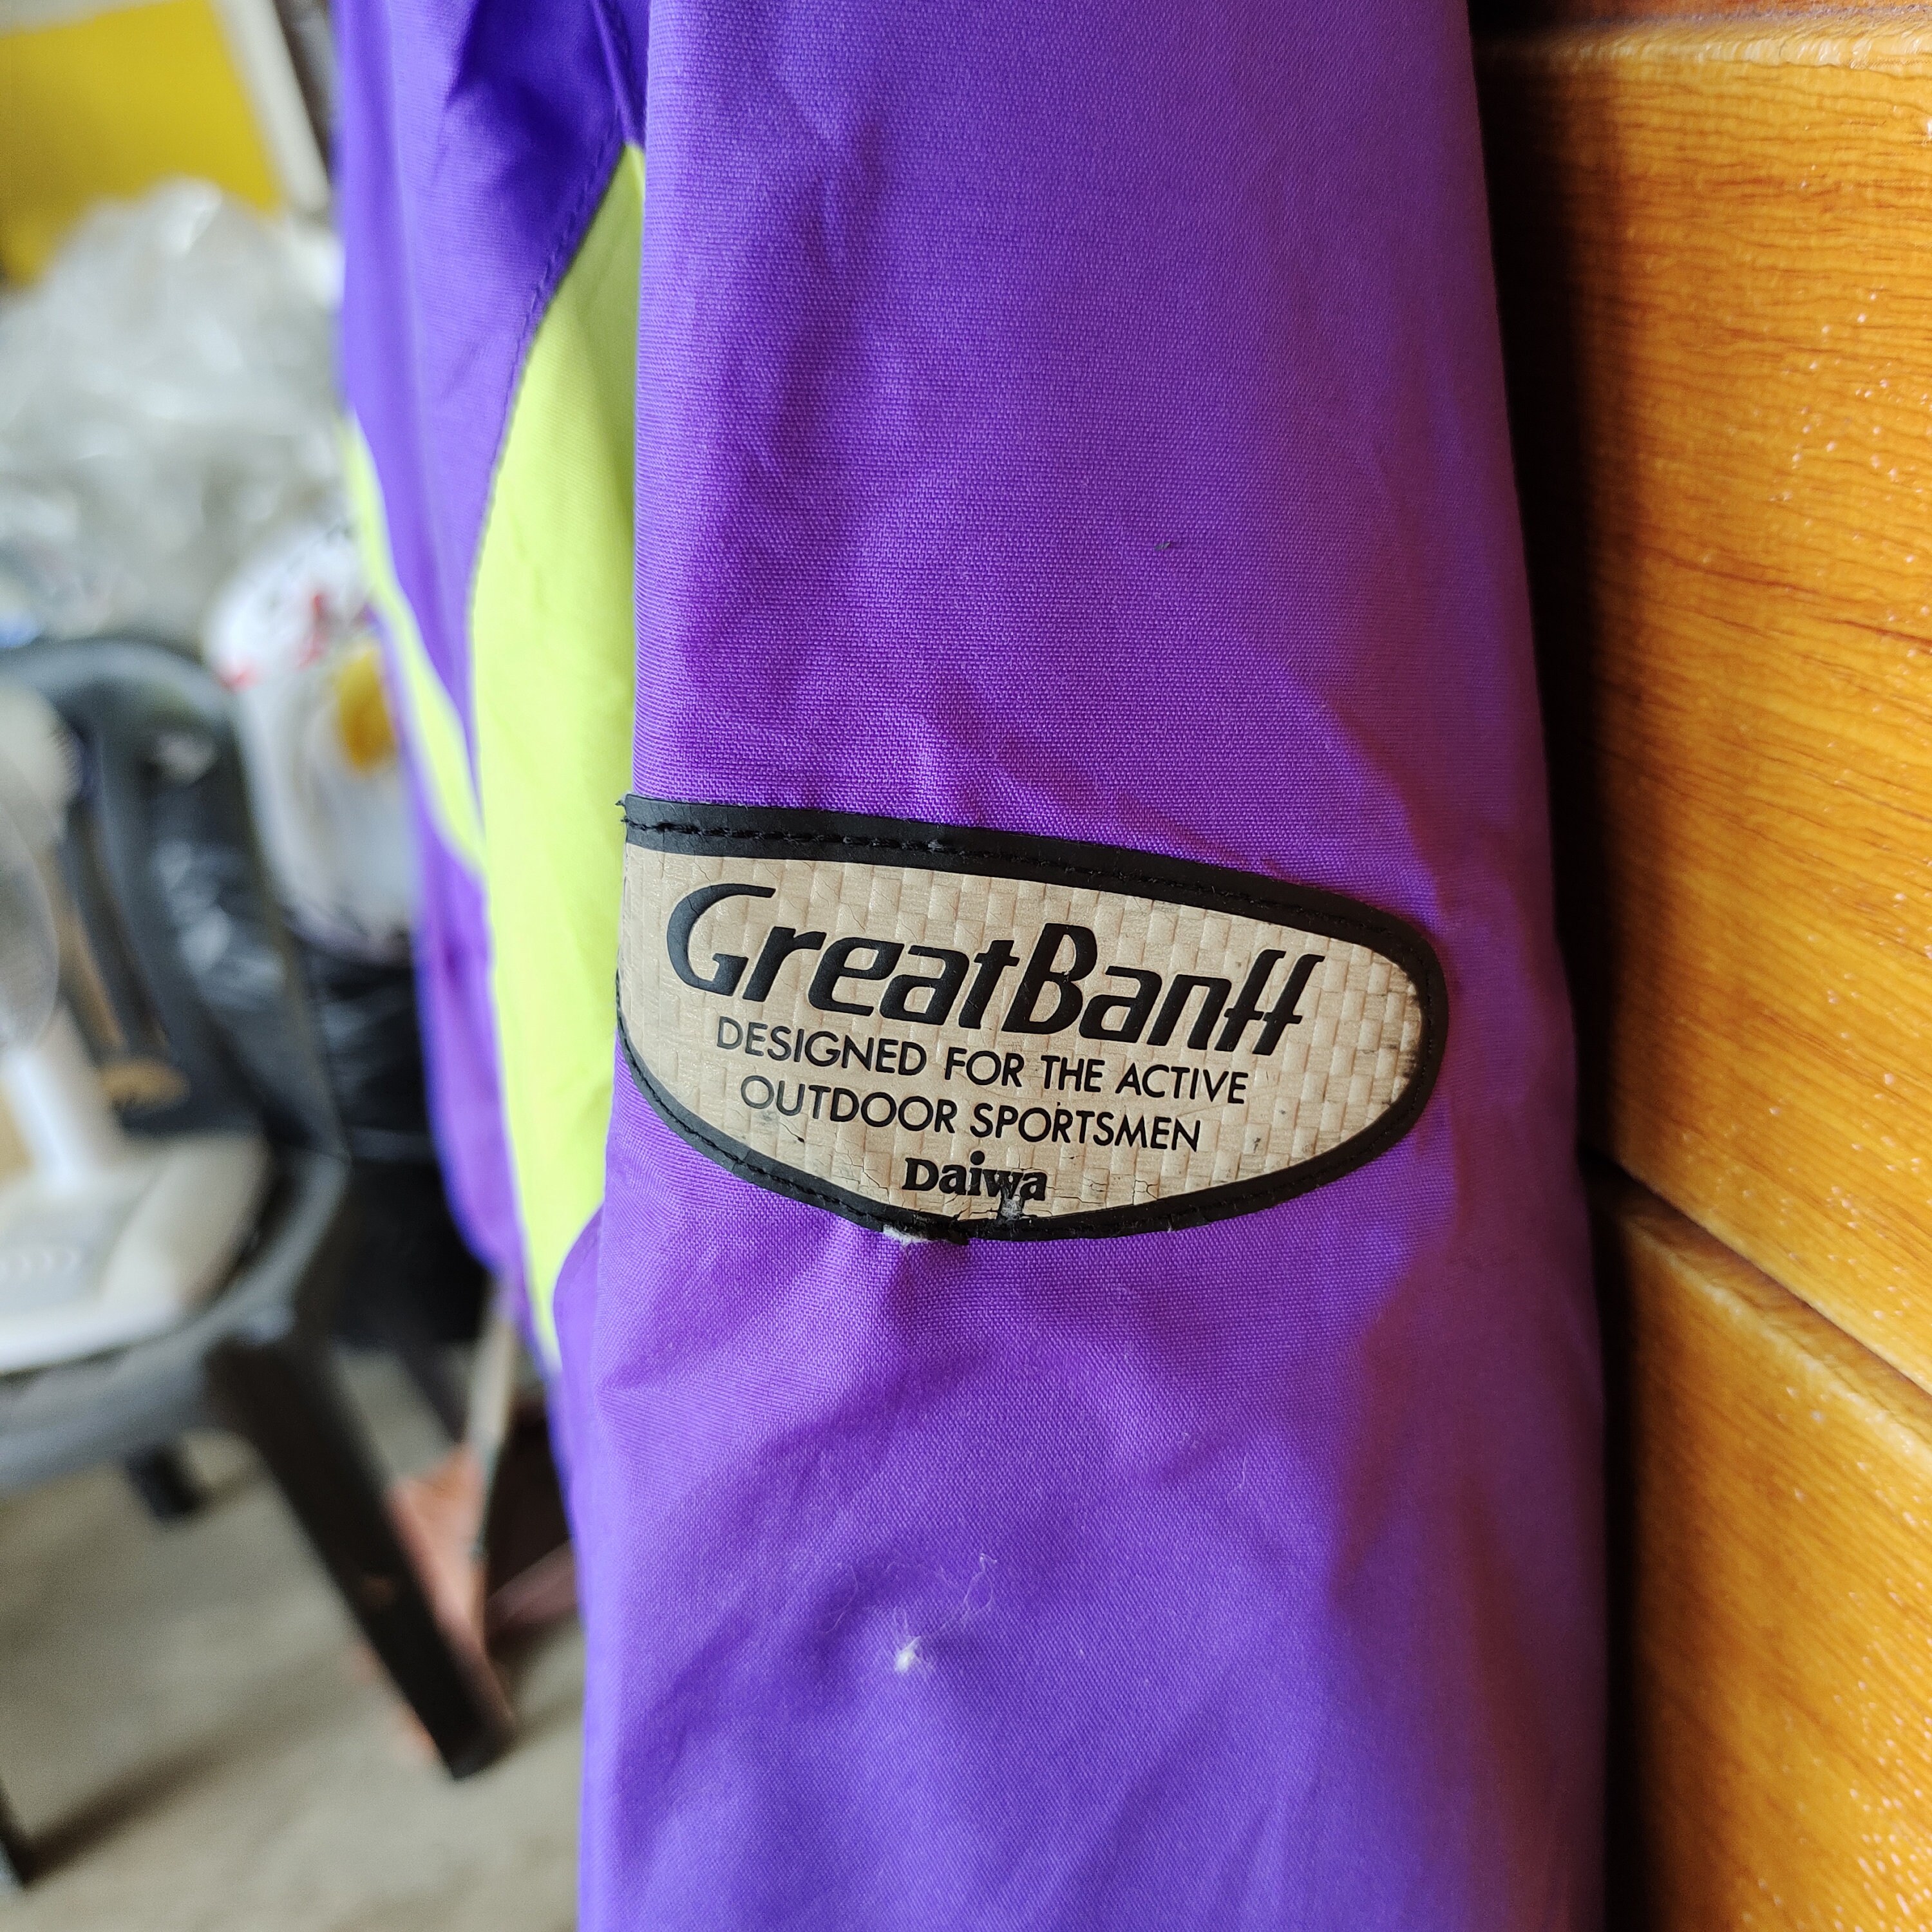 GreatBanff
DESIGNED FOR THE ACTIVE
OUTDOOR SPORTSMEN
Daiwa